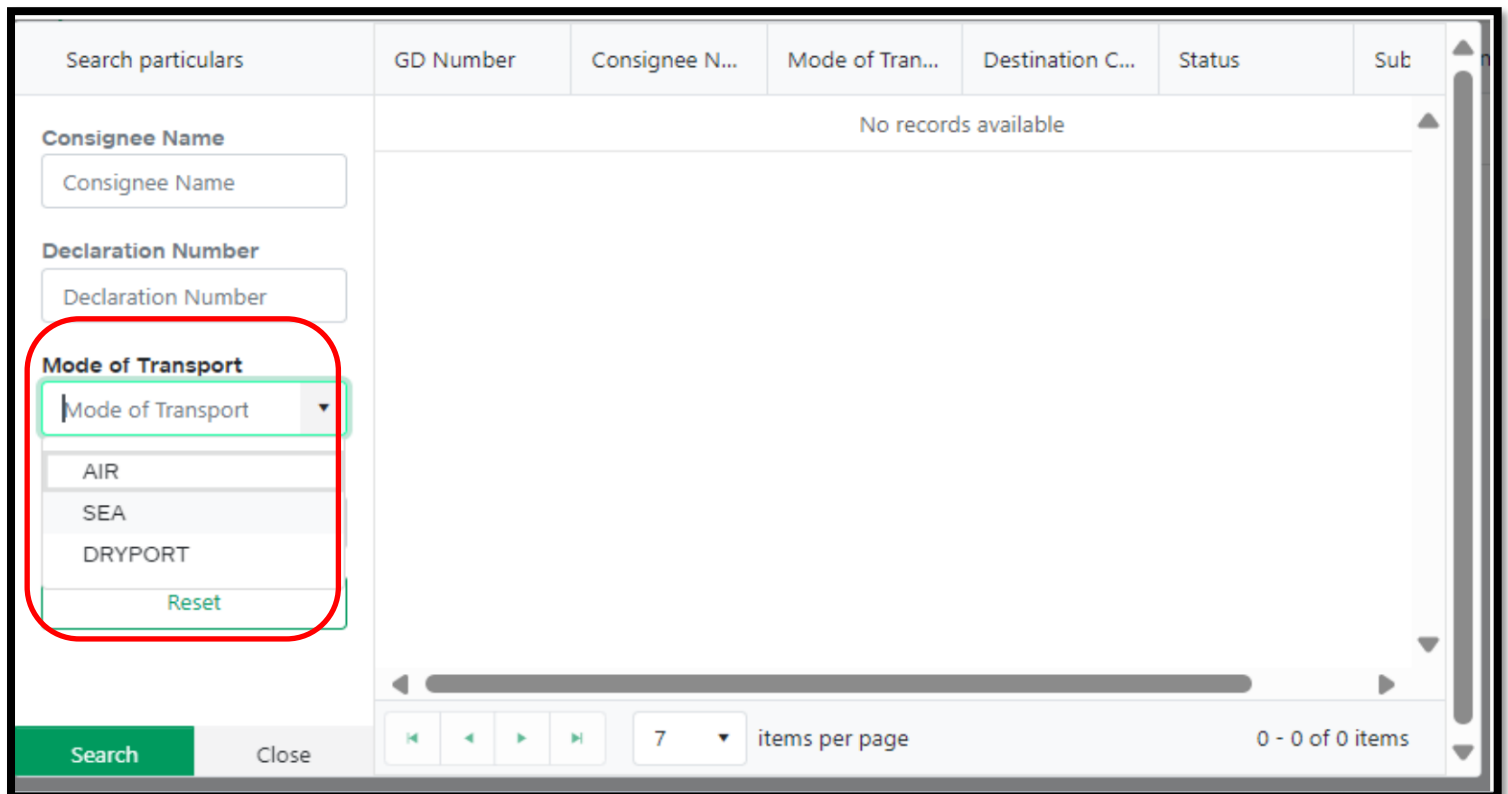 Search particulars
GD Number
Consignee N...
Mode of Tran...
Destination C...
Status
Sub
Consignee Name
Consignee Name
Declaration Number
Declaration Number
Mode of Transport
Mode of Transport
AIR
SEA
DRYPORT
Reset
Search
Close
No records available
7
items per page
0 - 0 of 0 items